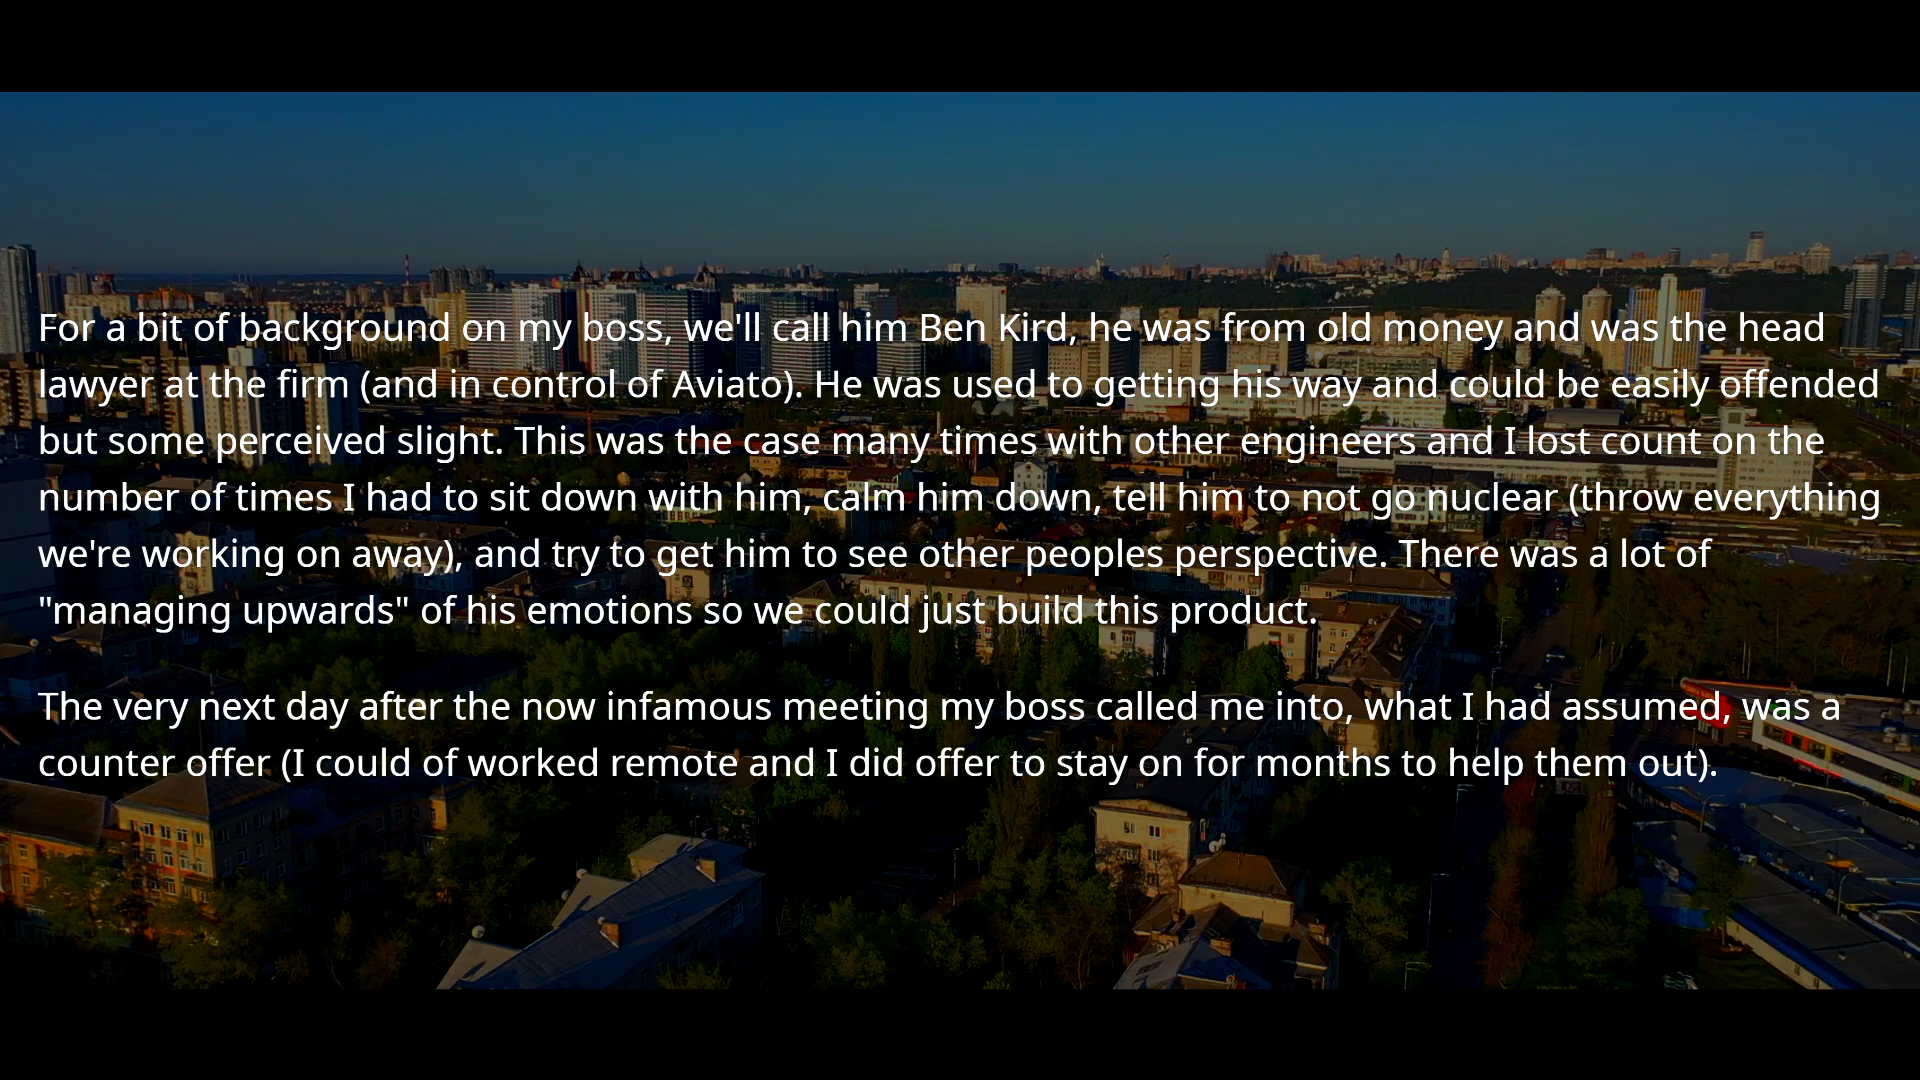 For a bit of background on my boss, we'll call him Ben Kird, he was from old money and was the head
lawyer at the firm (and in control of Aviato). He was used to getting his way and could be easily offended
but some perceived slight. This was the case many times with other engineers and I lost count on the
number of times I had to sit down with him, calm him down, tell him to not go nuclear (throw everything
we're working on away), and try to get him to see other peoples perspective. There was a lot of
"managing upwards" of his emotions so we could just build this product.
The very next day after the now infamous meeting my boss called me into, what I had assumed, was a
counter offer (I could of worked remote and I did offer to stay on for months to help them out).